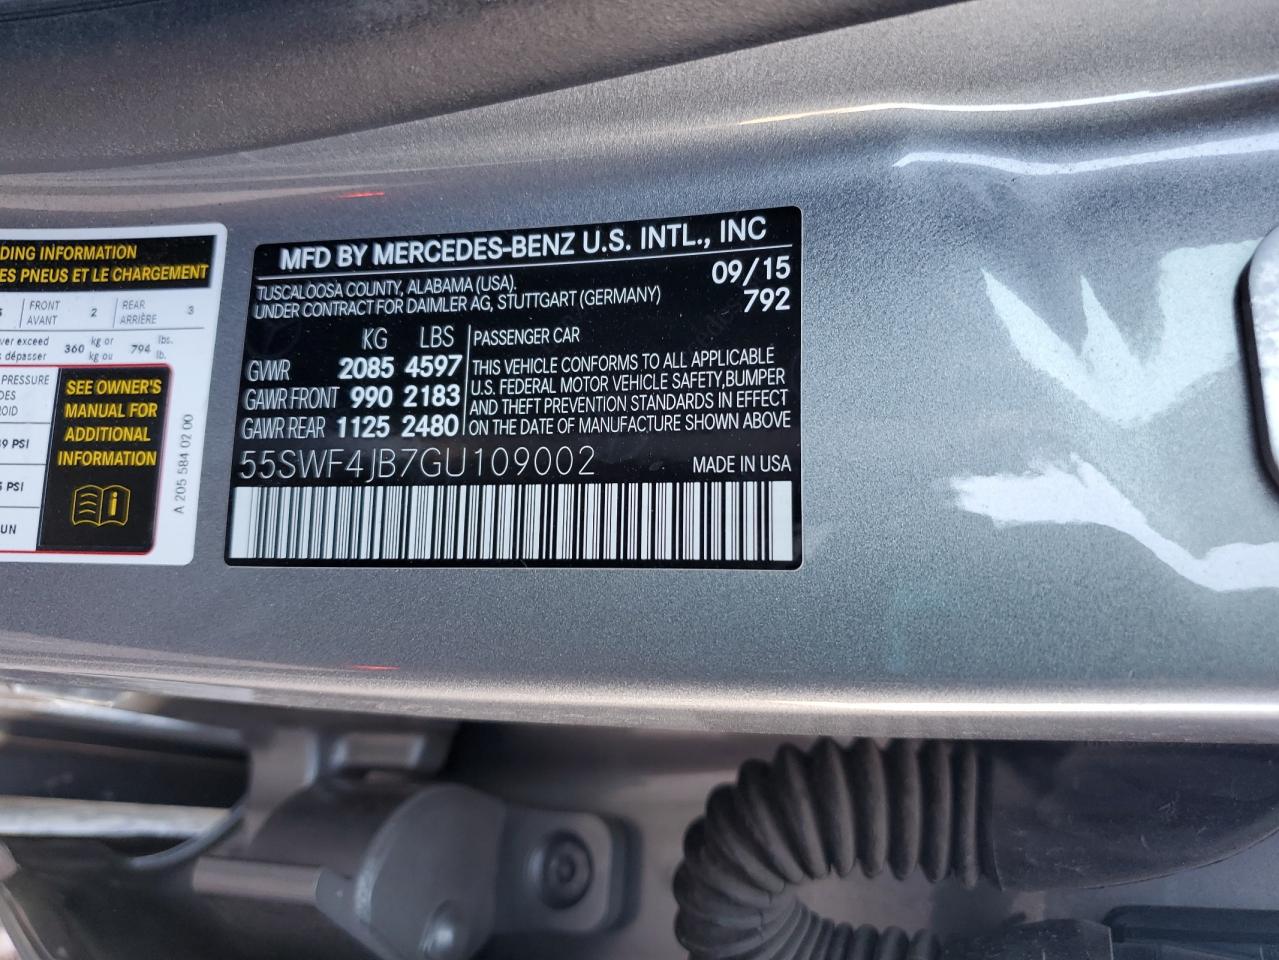 DING INFORMATION
ES PNEUS ET LE CHARGEMENT
FRONT
AVANT
2
REAR
ARRIÈRE
3
ver exceed
dépasser
360
kg or
kg ou
794
lbs.
lb.
PRESSURE
DES
OID
PSI
PSI
UN
SEE OWNER'S
MANUAL FOR
ADDITIONAL
INFORMATION
A 205 584 02 00
MFD BY MERCEDES-BENZ U.S. INTL., INC
TUSCALOOSA COUNTY, ALABAMA (USA). 09/15
UNDER CONTRACT FOR DAIMLER AG, STUTTGART (GERMANY) 792
KG LBS
GVWR 2085 4597
GAWR FRONT 990 2183
GAWR REAR 1125 2480
PASSENGER CAR
THIS VEHICLE CONFORMS TO ALL APPLICABLE
U.S. FEDERAL MOTOR VEHICLE SAFETY,BUMPER
AND THEFT PREVENTION STANDARDS IN EFFECT
ON THE DATE OF MANUFACTURE SHOWN ABOVE
55SWF4JB7GU109002
MADE IN USA